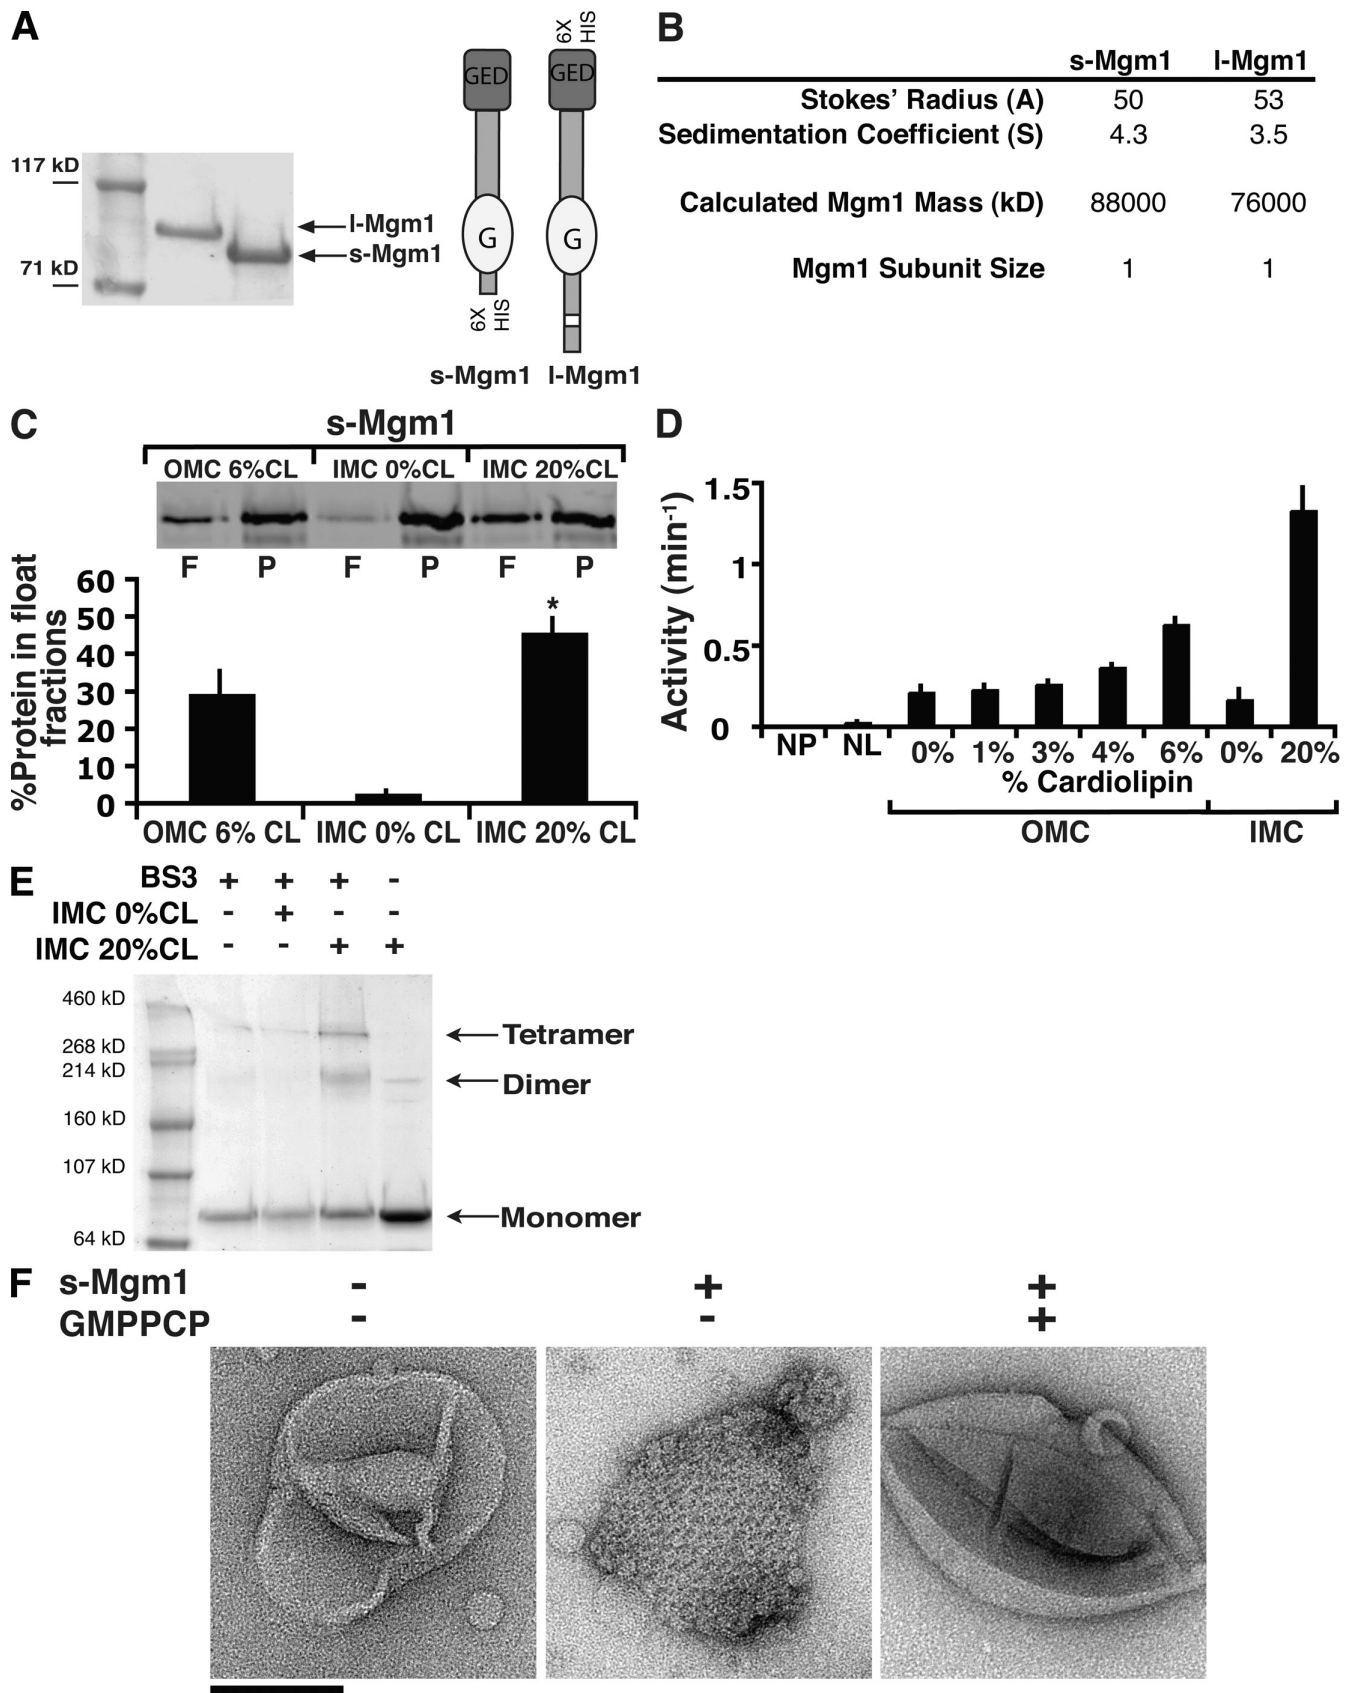 A
117 kD
71 kD
l-Mgm1
s-Mgm1
GED
G
6X
HIS
s-Mgm1
6X
HIS
GED
G
l-Mgm1
B
s-Mgm1 l-Mgm1
Stokes' Radius (A) 50 53
Sedimentation Coefficient (S) 4.3 3.5
Calculated Mgm1 Mass (kD) 88000 76000
Mgm1 Subunit Size 1 1
C
s-Mgm1
OMC 6%CL IMC 0%CL IMC 20%CL
F P F P F P
%Protein in float
fractions
60
50
40
30
20
10
0
*
OMC 6% CL IMC 0% CL IMC 20% CL
D
Activity (min-1)
1.5
1
0.5
0
NP NL 0% 1% 3% 4% 6% 0% 20%
% Cardiolipin
OMC IMC
E
BS3 + + + -
IMC 0%CL - + - -
IMC 20%CL - - + +
460 kD
268 kD
214 kD
160 kD
107 kD
64 kD
Tetramer
Dimer
Monomer
F
s-Mgm1 - + +
GMPPCP - - +